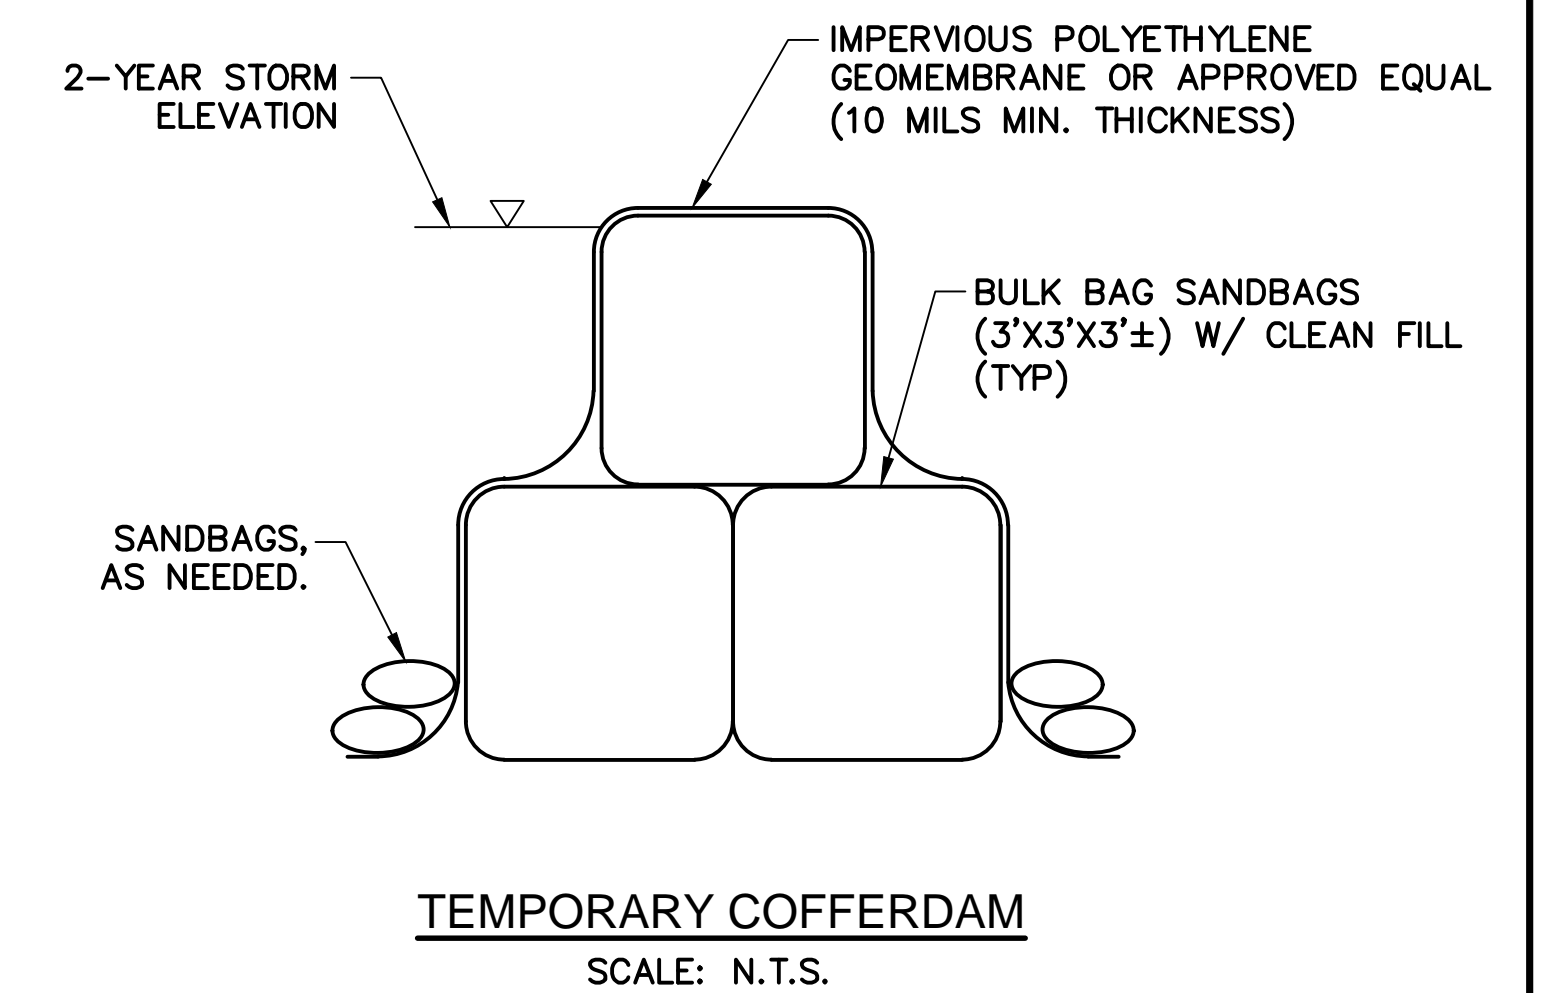 IMPERVIOUS POLYETHYLENE
GEOMEMBRANE OR APPROVED EQUAL
(10 MILS MIN. THICKNESS)
2-YEAR STORM
ELEVATION
BULK BAG SANDBAGS
(3'X3'X3'±) W/ CLEAN FILL
(TYP)
SANDBAGS,
AS NEEDED.
TEMPORARY COFFERDAM
SCALE: N.T.S.